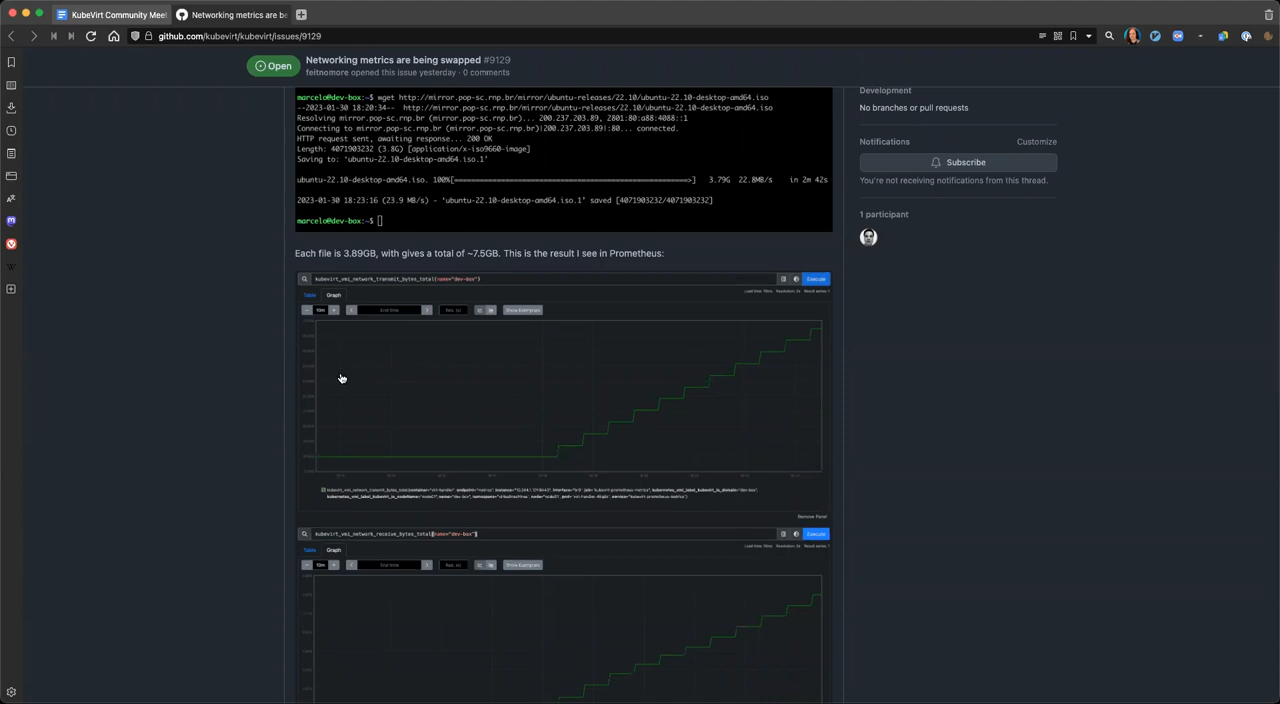 KubeVirt Community Meet
Networking metrics are be
github.com/kubevirt/kubevirt/issues/9129
Open
Networking metrics are being swapped #9129
feitnomore opened this issue yesterday · 0 comments
marcelo@dev-box:~$ wget http://mirror.pop-sc.rnp.br/mirror/ubuntu-releases/22.10/ubuntu-22.10-desktop-amd64.iso
--2023-01-30 18:20:34-- http://mirror.pop-sc.rnp.br/mirror/ubuntu-releases/22.10/ubuntu-22.10-desktop-amd64.iso
Resolving mirror.pop-sc.rnp.br (mirror.pop-sc.rnp.br)... 200.237.203.89, 2801:80:a88:4088::1
Connecting to mirror.pop-sc.rnp.br (mirror.pop-sc.rnp.br)|200.237.203.89|:80... connected.
HTTP request sent, awaiting response... 200 OK
Length: 4071903232 (3.8G) [application/x-iso9660-image]
Saving to: 'ubuntu-22.10-desktop-amd64.iso.1'
ubuntu-22.10-desktop-amd64.iso. 100%[==================================================>] 3.79G 22.8MB/s in 2m 42s
2023-01-30 18:23:16 (23.9 MB/s) - 'ubuntu-22.10-desktop-amd64.iso.1' saved [4071903232/4071903232]
marcelo@dev-box:~$
Development
No branches or pull requests
Notifications
Customize
Subscribe
You're not receiving notifications from this thread.
1 participant
Each file is 3.89GB, with gives a total of ~7.5GB. This is the result I see in Prometheus:
kubevirt_vmi_network_transmit_bytes_total{name="dev-box"}
Execute
Table
Graph
10m
End time
Res. (s)
Show Exemplars
Remove Panel
kubevirt_vmi_network_receive_bytes_total{name="dev-box"}
Execute
Table
Graph
10m
End time
Res. (s)
Show Exemplars